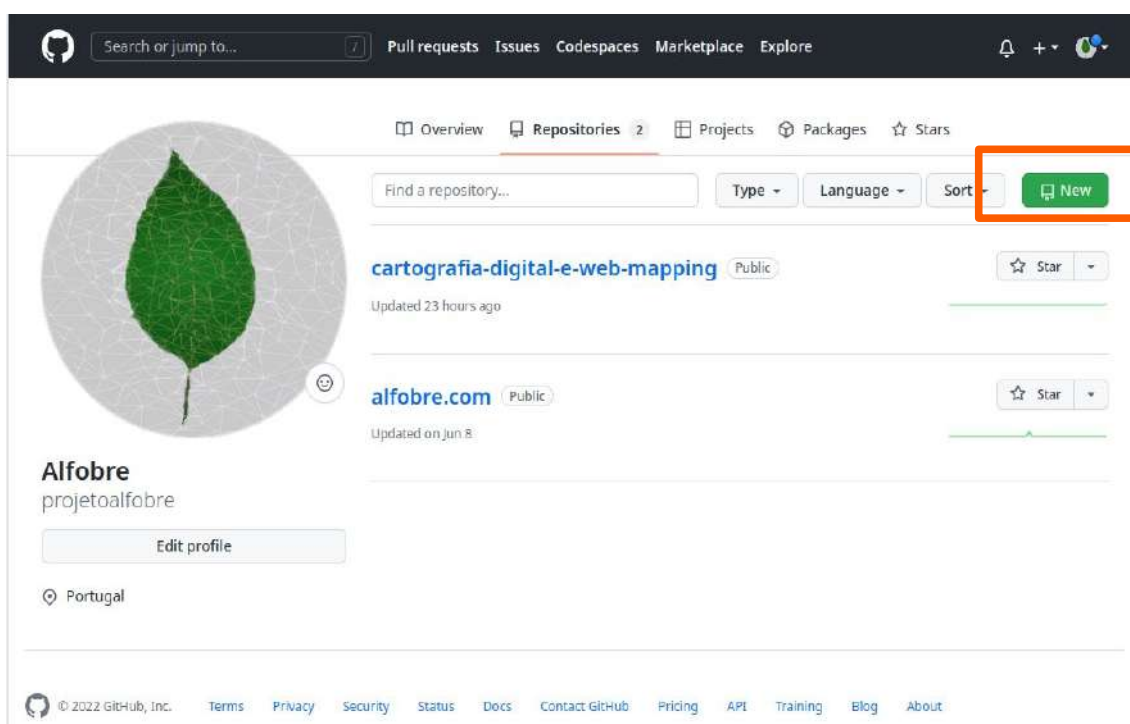 Search or jump to... / Pull requests Issues Codespaces Marketplace Explore
Overview Repositories 2 Projects Packages Stars
Find a repository... Type Language Sort New
cartografia-digital-e-web-mapping Public Star
Updated 23 hours ago
alfobre.com Public Star
Updated on Jun 8
Alfobre
projetoalfobre
Edit profile
Portugal
© 2022 GitHub, Inc. Terms Privacy Security Status Docs Contact GitHub Pricing API Training Blog About